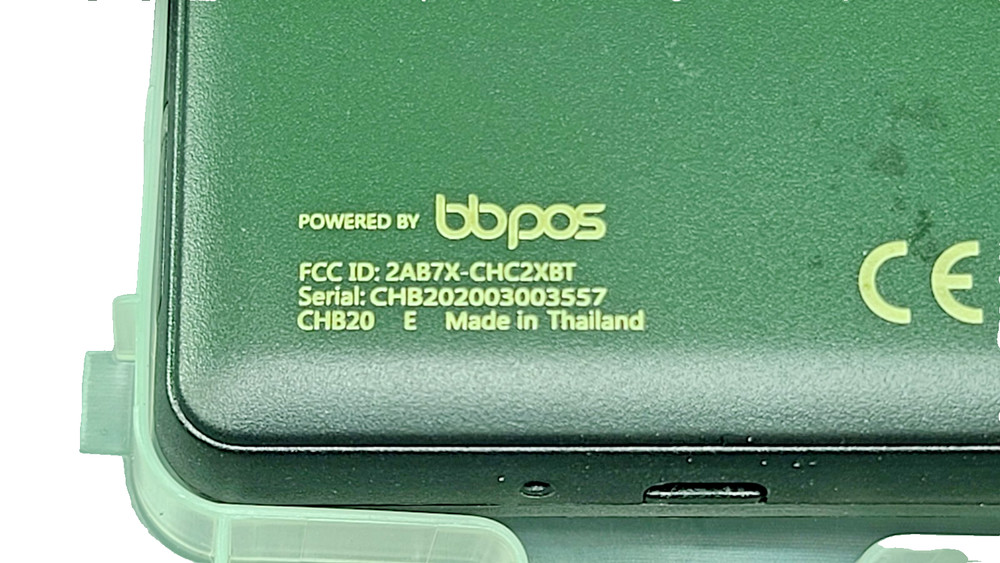 POWERED BY bbpos
FCC ID: 2AB7X-CHC2XBT
Serial: CHB202003003557
CHB20 E Made in Thailand
CE